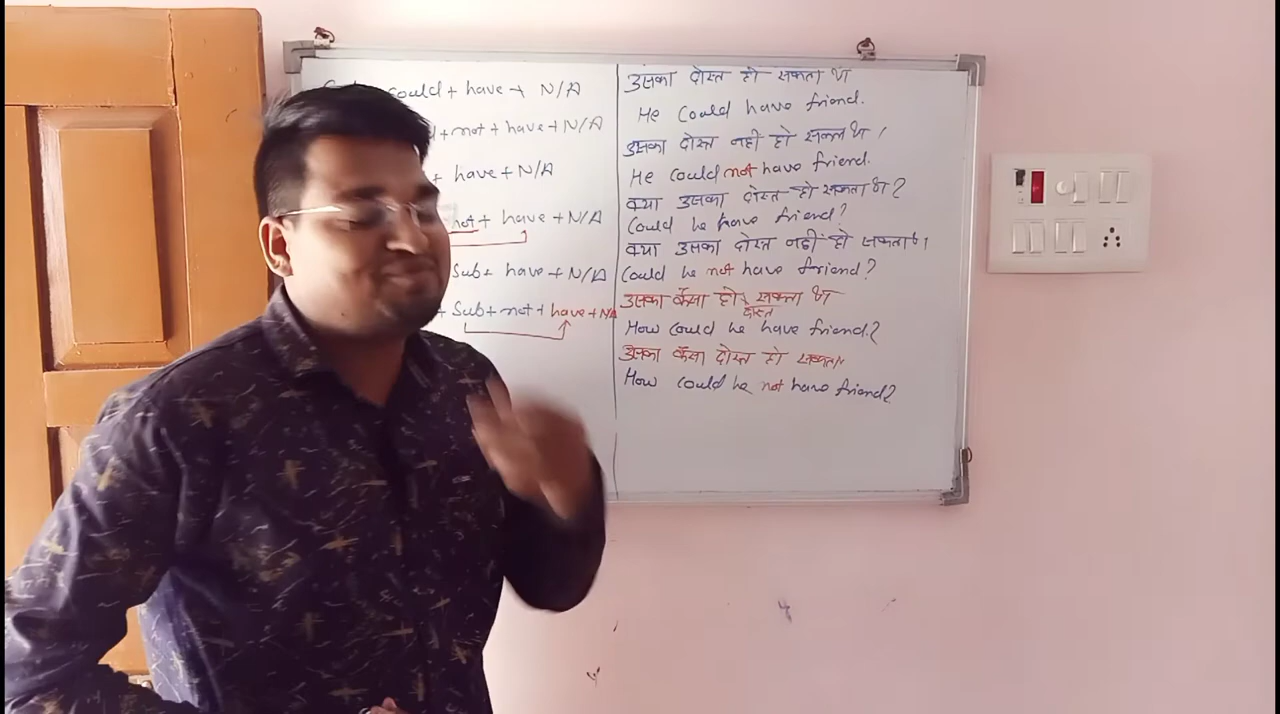 could + have + N/A
+ not + have + N/A
+ have + N/A
not + have + N/A
Sub + have + N/A
+ Sub + not + have + N/A
उसका दोस्त हो सकता था
He Could have friend.
उसका दोस्त नहीं हो सकता था।
He could not have friend.
क्या उसका दोस्त हो सकता था?
Could he have friend?
क्या उसका दोस्त नहीं हो सकता था।
Could he not have friend?
उसका कैसा हो सकता था
दोस्त
How could he have friend?
उसका कैसा दोस्त हो सकता
How could he not have friend?